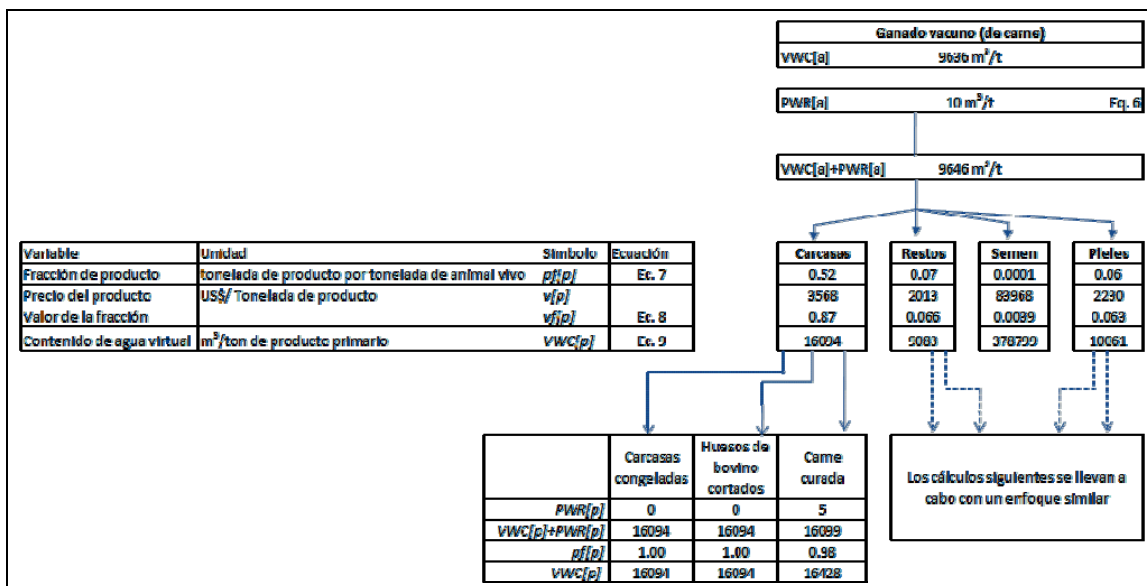 Ganado vacuno (de carne)
VWC[a] 9636 m³/t
PWR[a] 10 m³/t Eq. 6
VWC[a]+PWR[a] 9646 m³/t
Variable Unidad Símbolo Ecuación Carcasas Restos Semen Pieles
Fracción de producto tonelada de producto por tonelada de animal vivo pf[p] Ec. 7 0.52 0.07 0.0001 0.06
Precio del producto US$/ Tonelada de producto v[p] 3568 2013 83968 2230
Valor de la fracción vf[p] Ec. 8 0.87 0.066 0.0039 0.063
Contenido de agua virtual m³/ton de producto primario VWC[p] Ec. 9 16094 9083 378799 10061
Carcasas congeladas
Huesos de bovino cortados
Carne curada
PWR[p] 0 0 5
VWC[p]+PWR[p] 16094 16094 16099
pf[p] 1.00 1.00 0.98
VWC[p] 16094 16094 16428
Los cálculos siguientes se llevan a
cabo con un enfoque similar